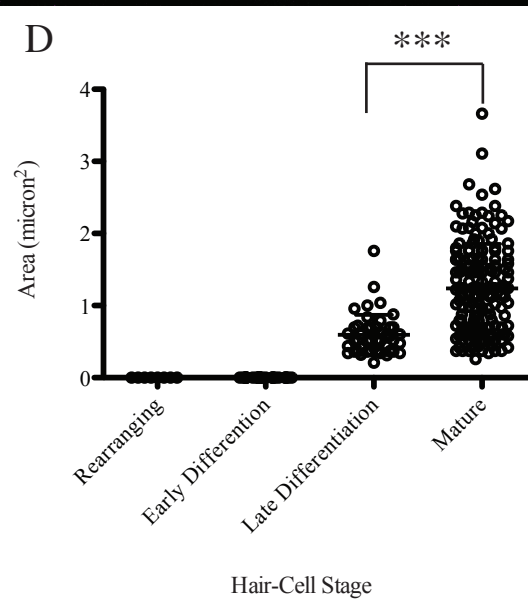 D
***
4
3
2
1
0
Area (micron²)
Rearranging
Early Differention
Late Differentiation
Mature
Hair-Cell Stage